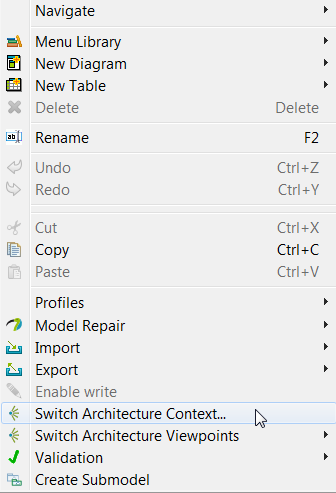 Navigate
Menu Library
New Diagram
New Table
Delete Delete
Rename F2
Undo Ctrl+Z
Redo Ctrl+Y
Cut Ctrl+X
Copy Ctrl+C
Paste Ctrl+V
Profiles
Model Repair
Import
Export
Enable write
Switch Architecture Context...
Switch Architecture Viewpoints
Validation
Create Submodel